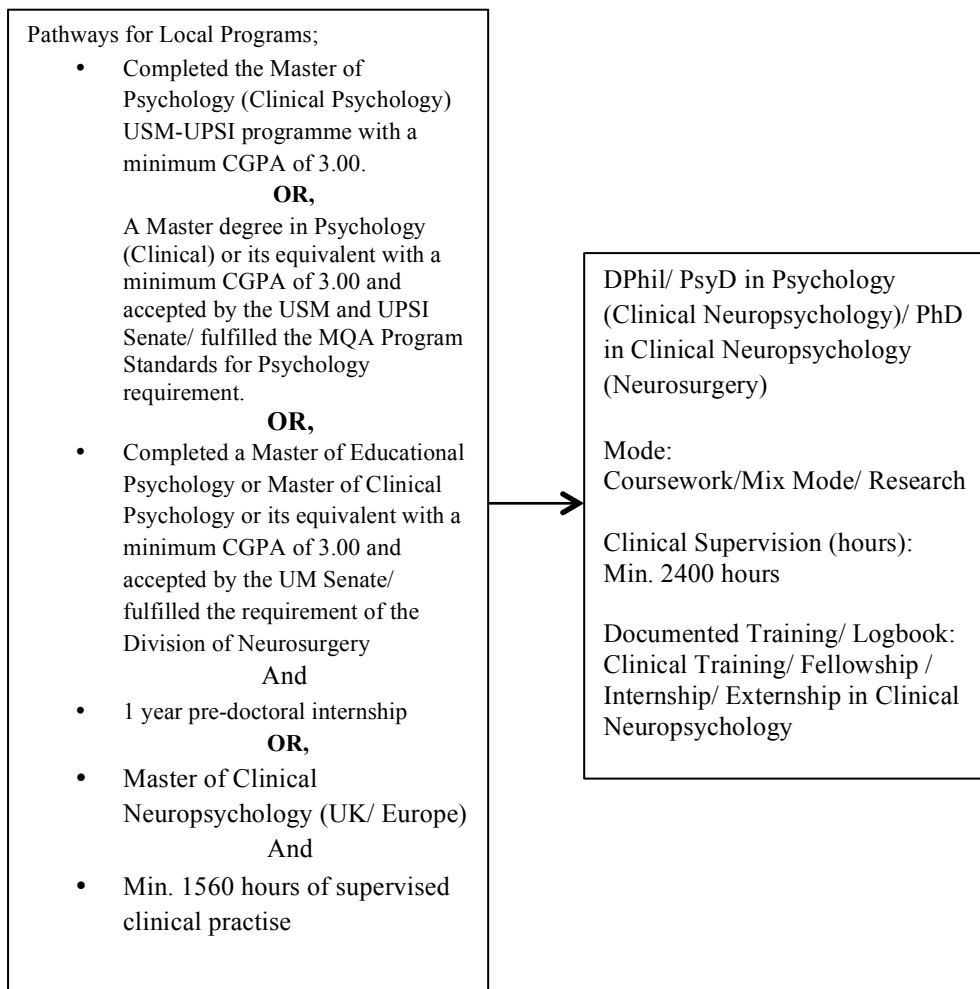 Pathways for Local Programs;
• Completed the Master of
Psychology (Clinical Psychology)
USM-UPSI programme with a
minimum CGPA of 3.00.
OR,
A Master degree in Psychology
(Clinical) or its equivalent with a
minimum CGPA of 3.00 and
accepted by the USM and UPSI
Senate/ fulfilled the MQA Program
Standards for Psychology
requirement.
OR,
• Completed a Master of Educational
Psychology or Master of Clinical
Psychology or its equivalent with a
minimum CGPA of 3.00 and
accepted by the UM Senate/
fulfilled the requirement of the
Division of Neurosurgery
And
• 1 year pre-doctoral internship
OR,
• Master of Clinical
Neuropsychology (UK/ Europe)
And
• Min. 1560 hours of supervised
clinical practise
DPhil/ PsyD in Psychology
(Clinical Neuropsychology)/ PhD
in Clinical Neuropsychology
(Neurosurgery)
Mode:
Coursework/Mix Mode/ Research
Clinical Supervision (hours):
Min. 2400 hours
Documented Training/ Logbook:
Clinical Training/ Fellowship /
Internship/ Externship in Clinical
Neuropsychology